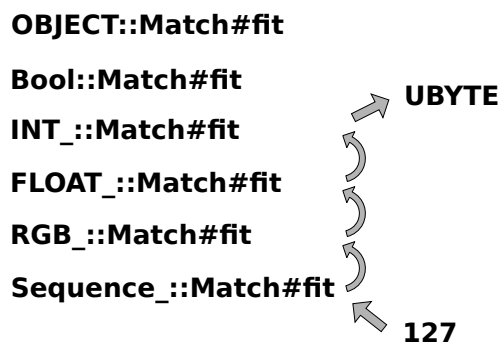 OBJECT::Match#fit
Bool::Match#fit
UBYTE
INT_::Match#fit
FLOAT_::Match#fit
RGB_::Match#fit
Sequence_::Match#fit
127